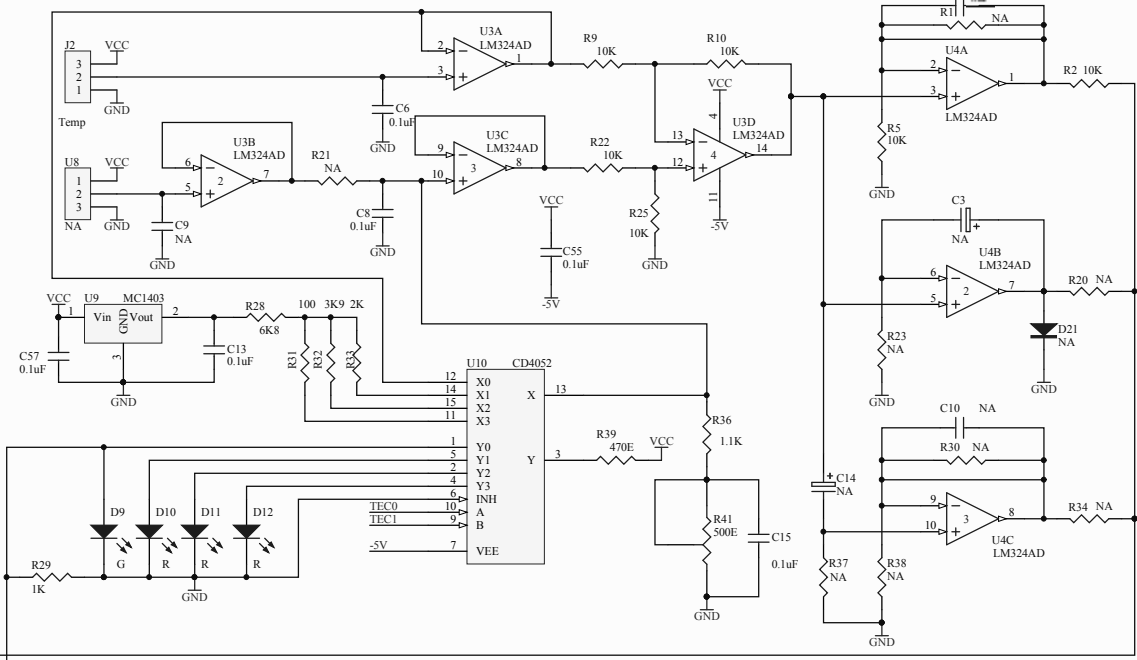 J2
VCC
3
2
1
GND
Temp
U8
VCC
1
2
3
NA
GND
C9
NA
GND
U3B
LM324AD
6
5
2
7
R21
NA
C8
0.1uF
GND
C6
0.1uF
GND
U3A
LM324AD
2
3
1
U3C
LM324AD
9
10
3
8
R9
10K
R10
10K
R22
10K
R25
10K
GND
VCC
C55
0.1uF
-5V
VCC
4
U3D
LM324AD
13
12
4
14
11
-5V
R1
NA
U4A
2
3
1
LM324AD
R2 10K
R5
10K
GND
C3
NA
U4B
LM324AD
6
5
2
7
R20 NA
R23
NA
GND
D21
NA
GND
C10 NA
R30 NA
9
10
3
8
U4C
LM324AD
R34 NA
C14
NA
R37
NA
R38
NA
GND
VCC
1
U9
MC1403
Vin
GND
Vout
2
3
C57
0.1uF
C13
0.1uF
GND
R28
6K8
100 3K9 2K
R31
R32
R33
U10
CD4052
12 X0
14 X1
15 X2
11 X3
1 Y0
5 Y1
2 Y2
4 Y3
6 INH
TEC0 10 A
TEC1 9 B
-5V 7 VEE
X 13
Y 3
R39
470E
VCC
R36
1.1K
R41
500E
C15
0.1uF
GND
D9
G
D10
R
D11
R
D12
R
GND
R29
1K